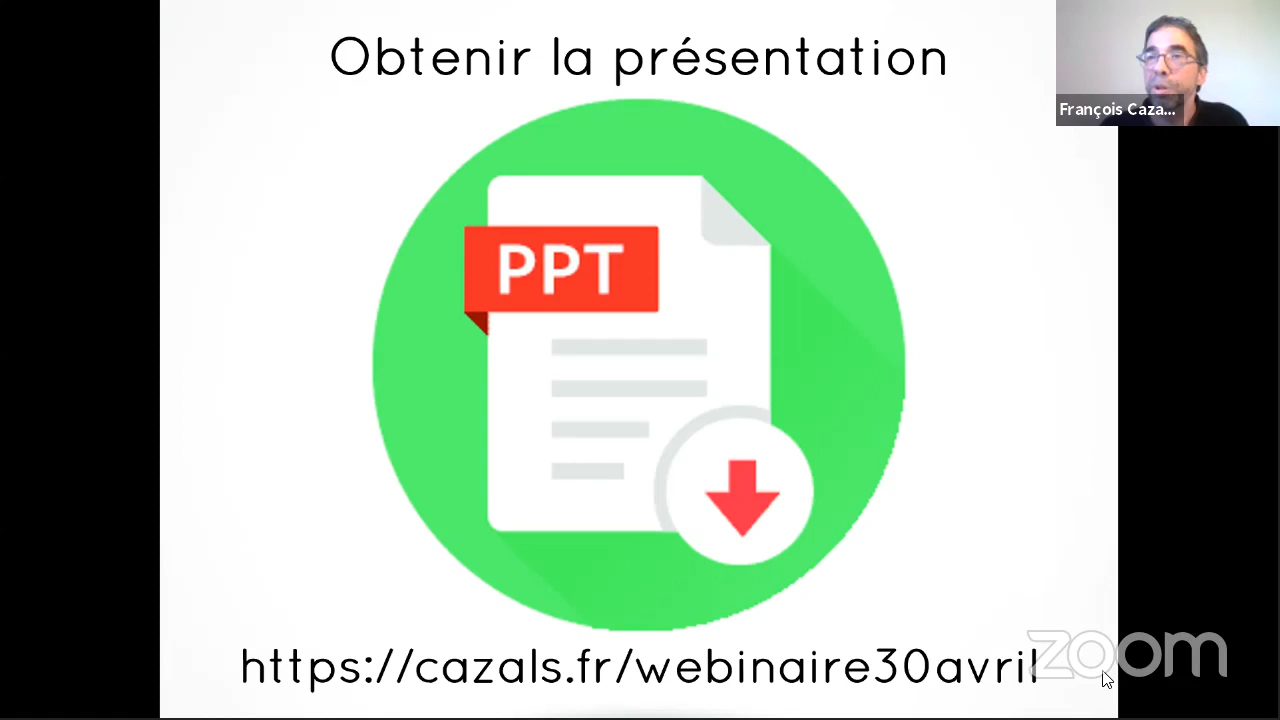 Obtenir la présentation
François Caza...
PPT
https://cazals.fr/webinaire30avril
zoom